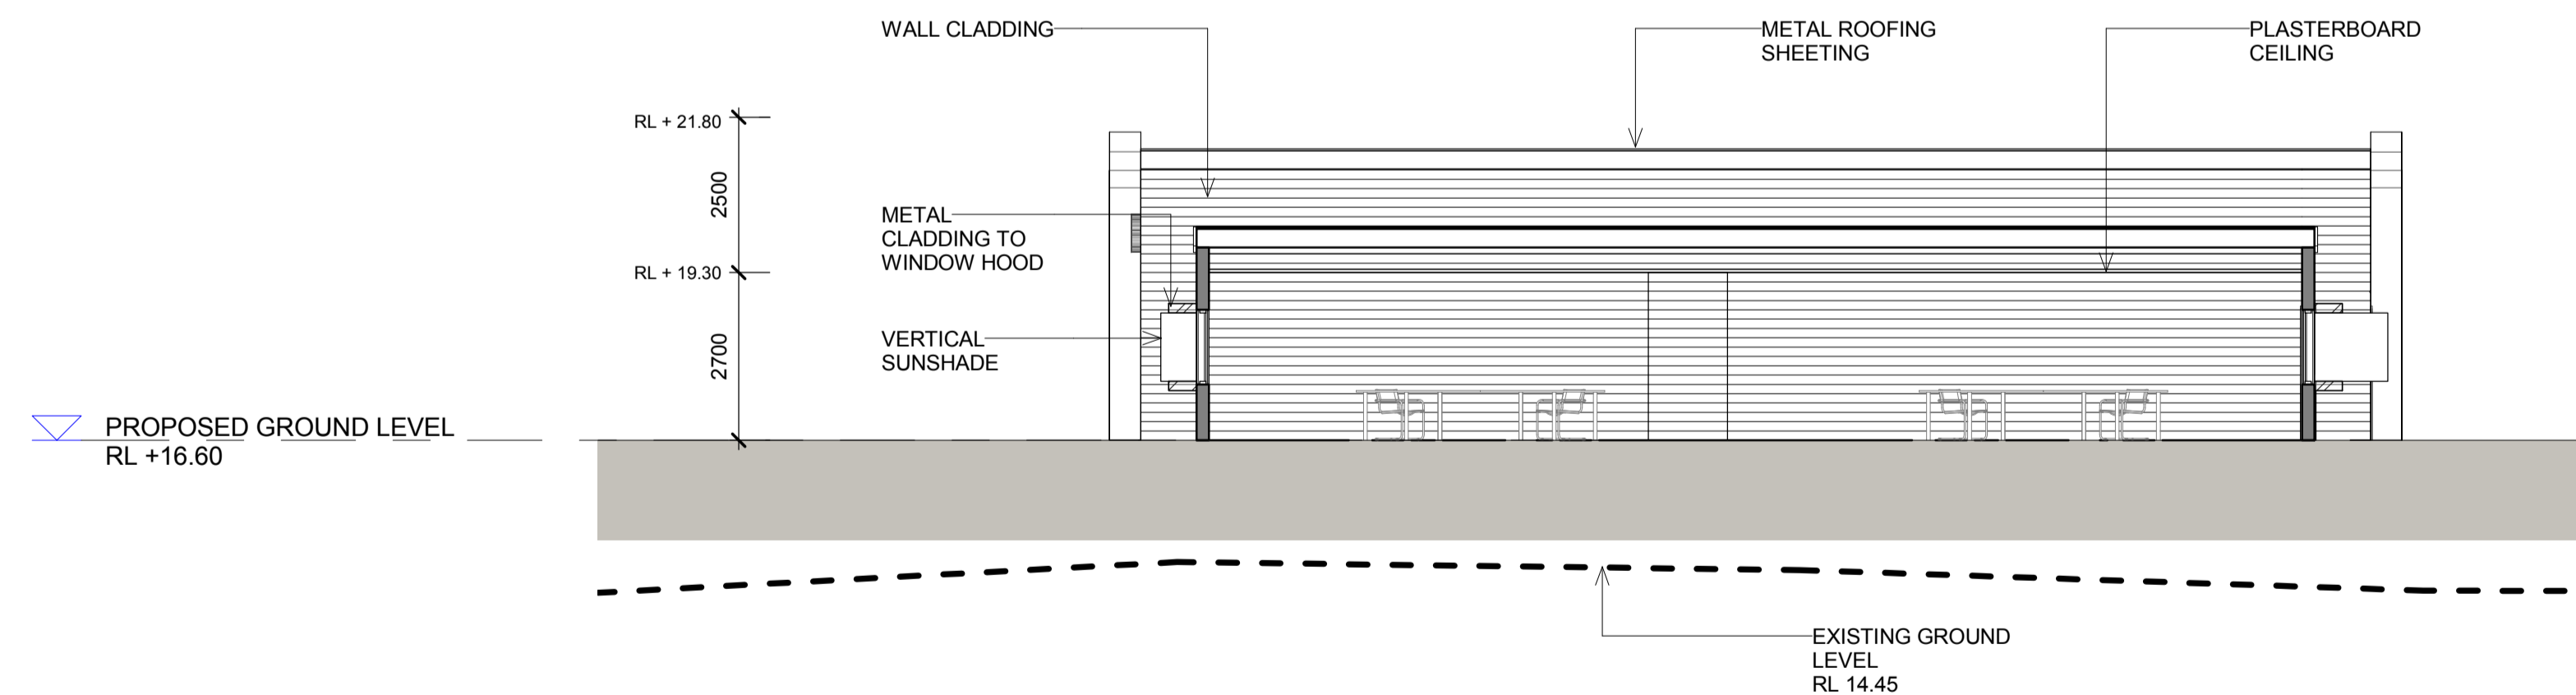 WALL CLADDING
METAL ROOFING
SHEETING
PLASTERBOARD
CEILING
RL + 21.80
2500
METAL
CLADDING TO
WINDOW HOOD
RL + 19.30
2700
VERTICAL
SUNSHADE
PROPOSED GROUND LEVEL
RL +16.60
EXISTING GROUND
LEVEL
RL 14.45